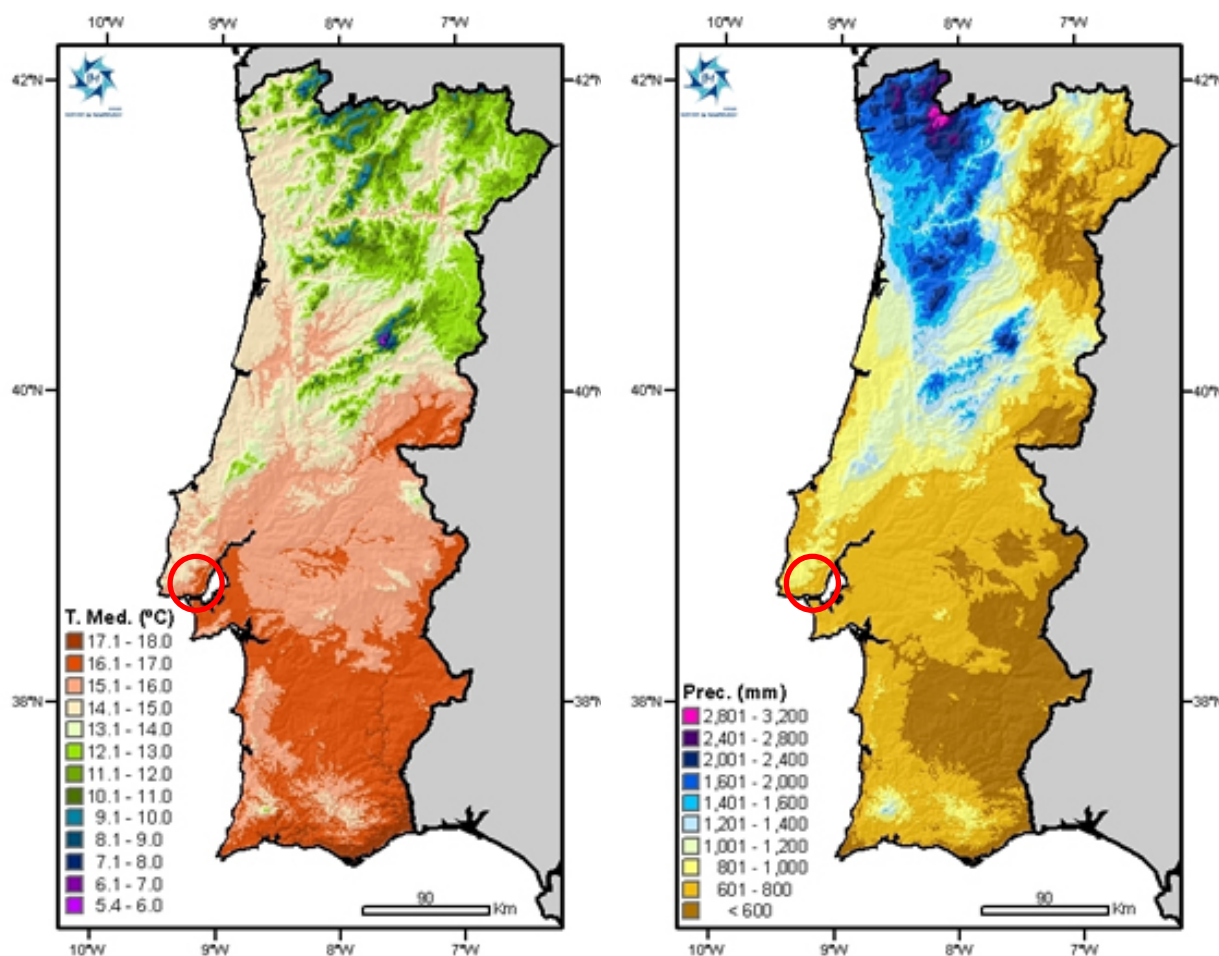 10°W 9°W 8°W 7°W
42°N 42°N
40°N 40°N
38°N 38°N
T. Med. (ºC)
17.1 - 18.0
16.1 - 17.0
15.1 - 16.0
14.1 - 15.0
13.1 - 14.0
12.1 - 13.0
11.1 - 12.0
10.1 - 11.0
9.1 - 10.0
8.1 - 9.0
7.1 - 8.0
6.1 - 7.0
5.4 - 6.0
90
Km
10°W 9°W 8°W 7°W
10°W 9°W 8°W 7°W
42°N 42°N
40°N 40°N
38°N 38°N
Prec. (mm)
2,801 - 3,200
2,401 - 2,800
2,001 - 2,400
1,601 - 2,000
1,401 - 1,600
1,201 - 1,400
1,001 - 1,200
801 - 1,000
601 - 800
< 600
90
Km
10°W 9°W 8°W 7°W